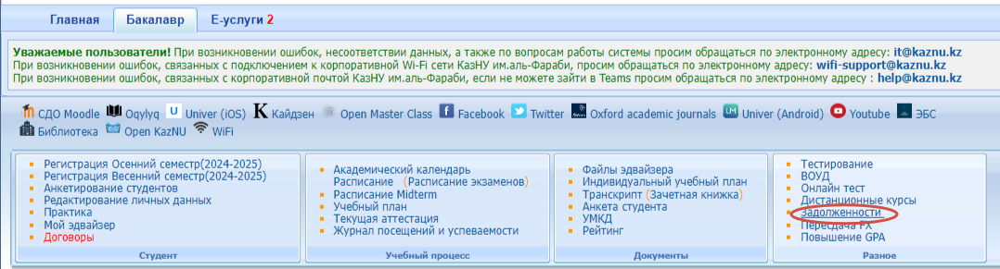 Главная Бакалавр Е-услуги 2
Уважаемые пользователи! При возникновении ошибок, несоответствии данных, а также по вопросам работы системы просим обращаться по электронному адресу: it@kaznu.kz
При возникновении ошибок, связанных с подключением к корпоративной Wi-Fi сети КазНУ им.аль-Фараби, просим обращаться по электронному адресу: wifi-support@kaznu.kz
При возникновении ошибок, связанных с корпоративной почтой КазНУ им.аль-Фараби, если не можете зайти в Teams просим обращаться по электронному адресу : help@kaznu.kz
СДО Moodle Oqylyq U Univer (iOS) K Кайдзен Open Master Class f Facebook Twitter Oxford academic journals UM Univer (Android) Youtube ЭБС
Библиотека Open KazNU WiFi
Регистрация Осенний семестр(2024-2025)
Регистрация Весенний семестр(2024-2025)
Анкетирование студентов
Редактирование личных данных
Практика
Мой эдвайзер
Договоры
Студент
Академический календарь
Расписание (Расписание экзаменов)
Расписание Midterm
Учебный план
Текущая аттестация
Журнал посещений и успеваемости
Учебный процесс
Файлы эдвайзера
Индивидуальный учебный план
Транскрипт (Зачетная книжка)
Анкета студента
УМКД
Рейтинг
Документы
Тестирование
ВОУД
Онлайн тест
Дистанционные курсы
Задолженности
Пересдача FX
Повышение GPA
Разное